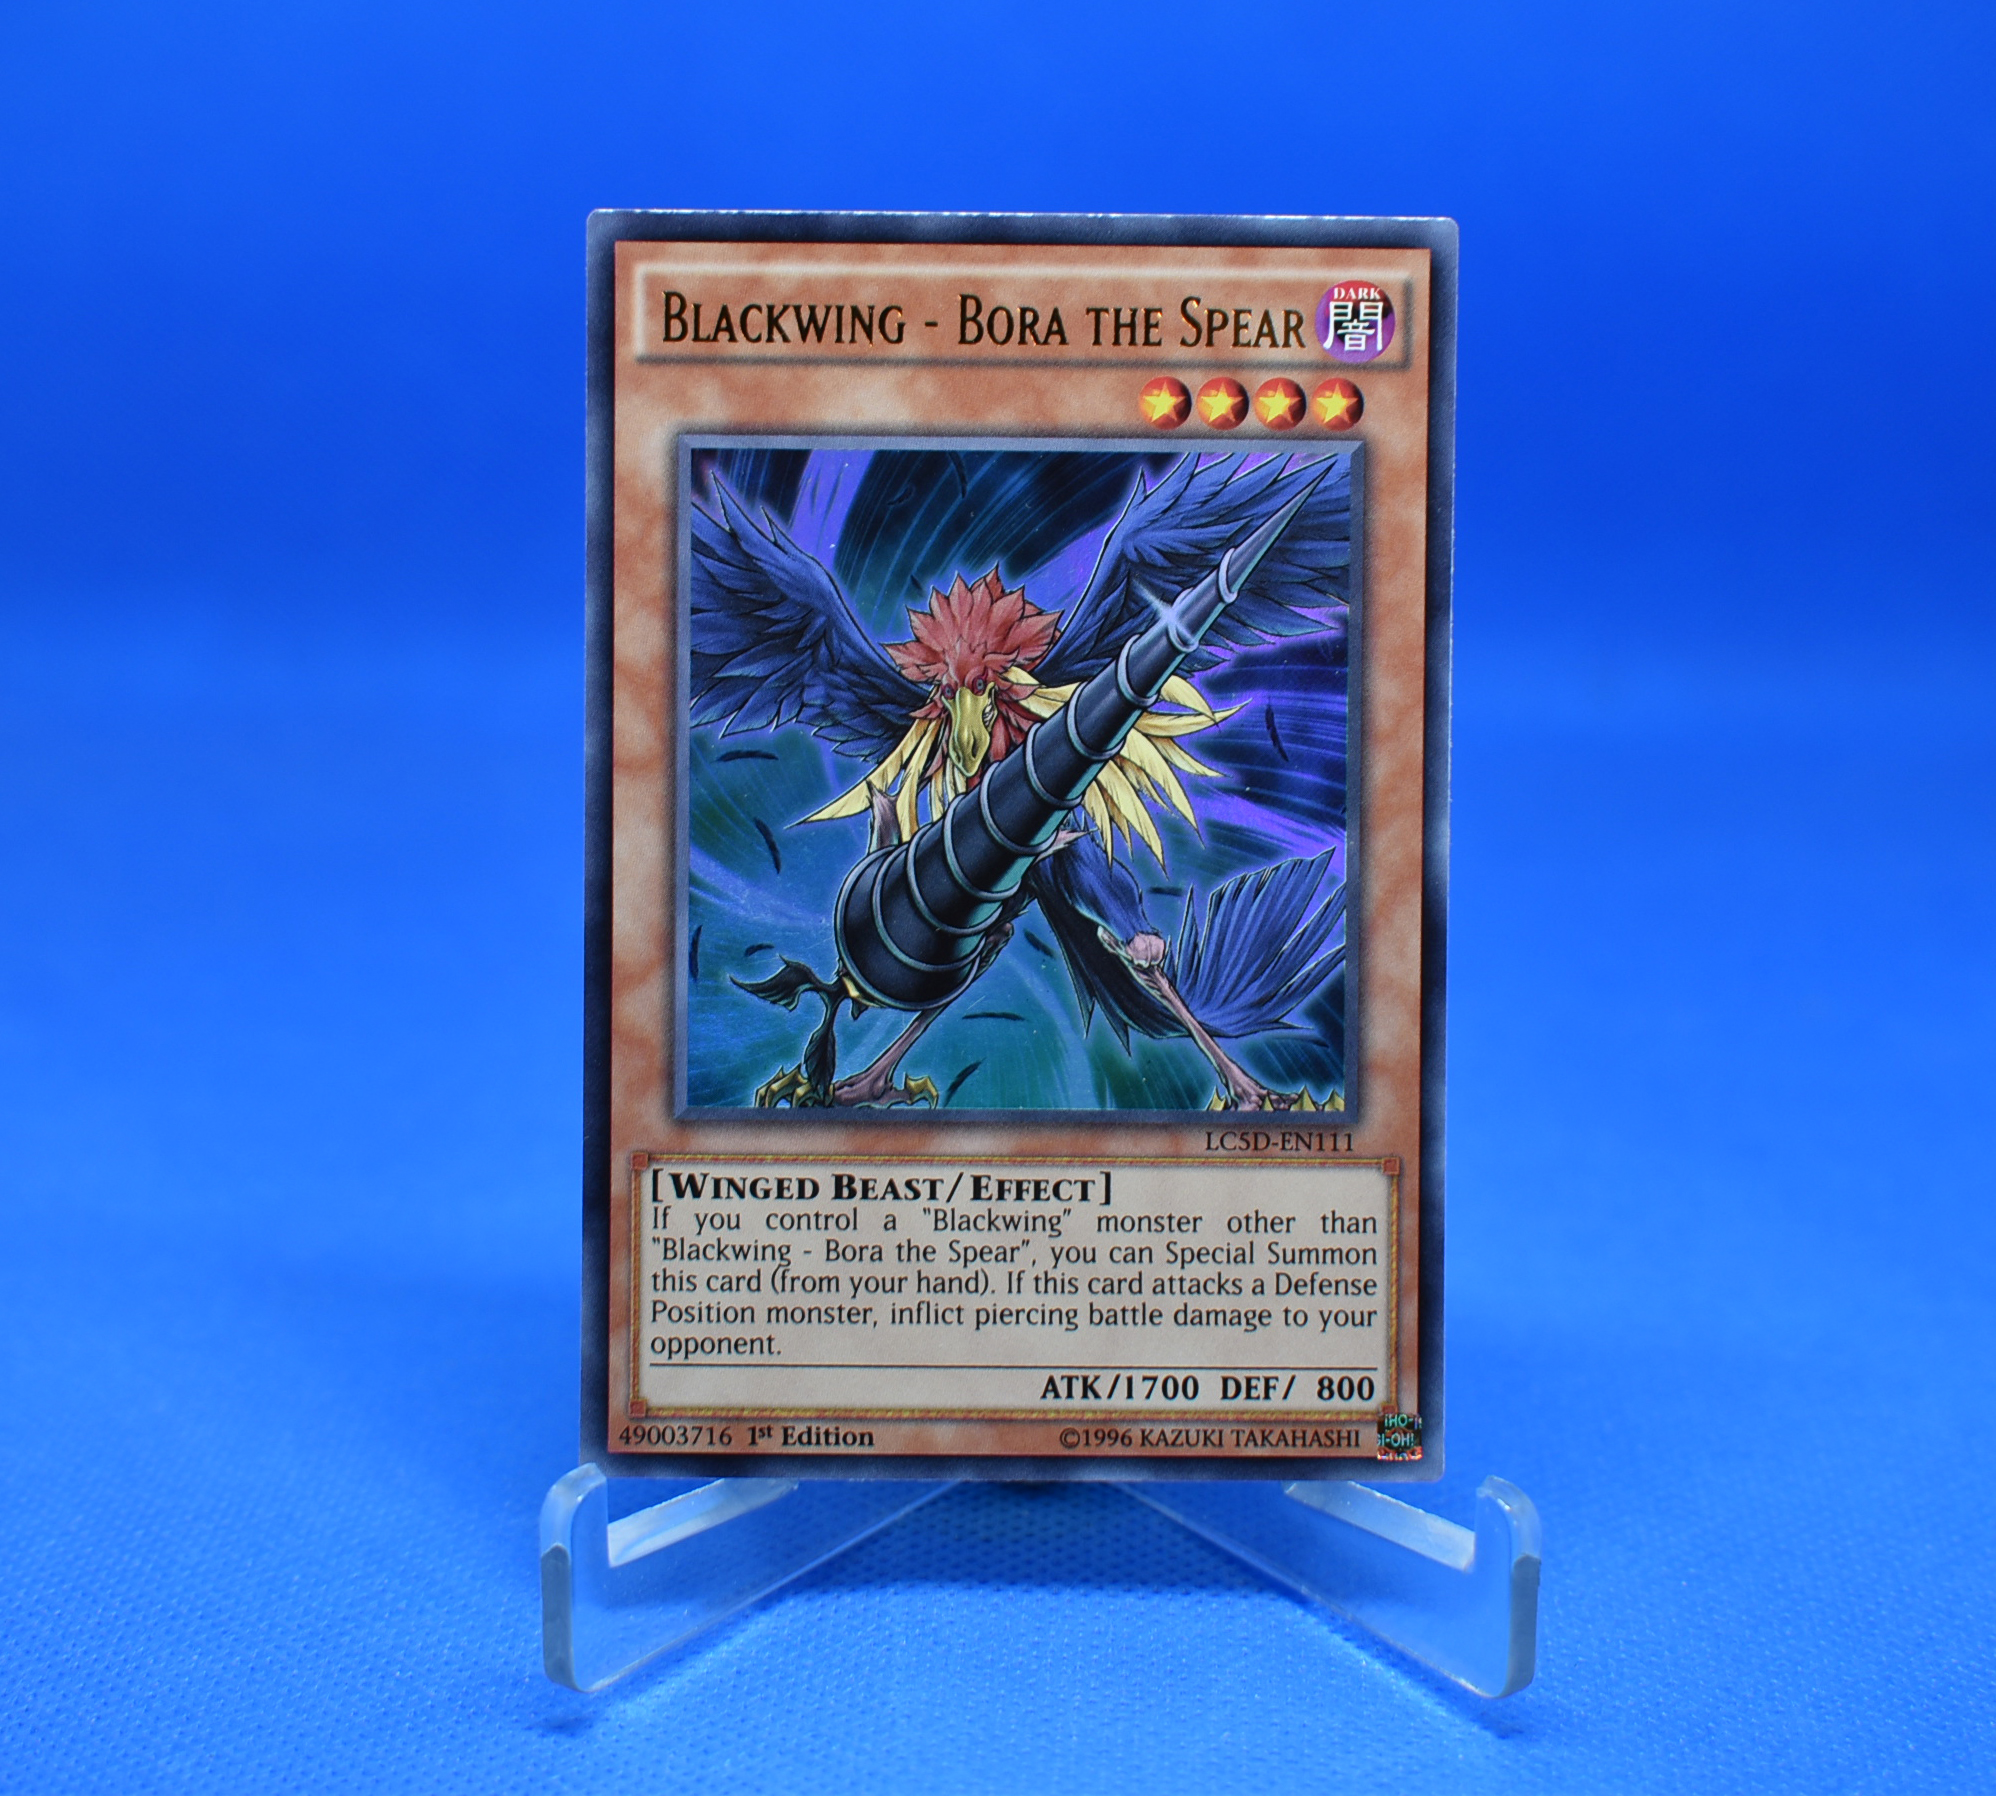 BLACKWING - BORA THE SPEAR
DARK
闇
LC5D-EN111
[WINGED BEAST/EFFECT]
If you control a "Blackwing" monster other than
"Blackwing - Bora the Spear", you can Special Summon
this card (from your hand). If this card attacks a Defense
Position monster, inflict piercing battle damage to your
opponent.
ATK/1700 DEF/ 800
49003716 1st Edition
©1996 KAZUKI TAKAHASHI